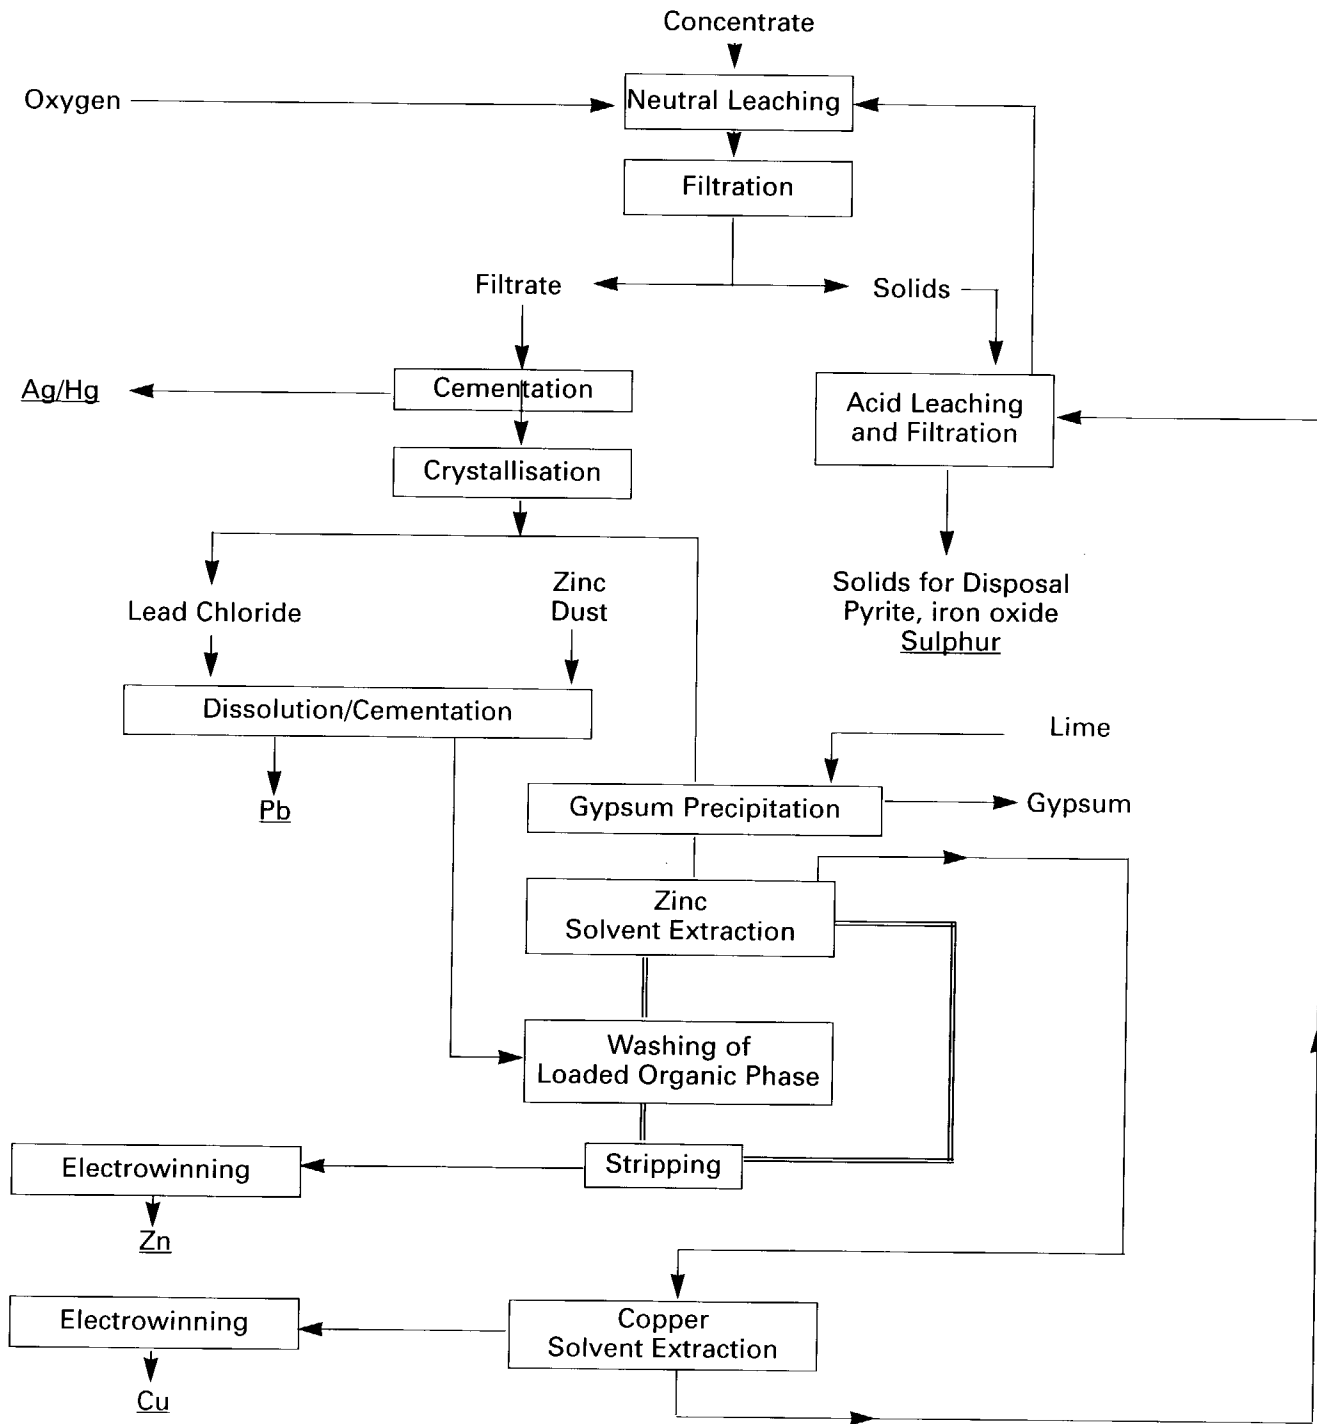 Concentrate
Oxygen
Neutral Leaching
Filtration
Filtrate
Solids
Ag/Hg
Cementation
Acid Leaching
and Filtration
Crystallisation
Lead Chloride
Zinc
Dust
Solids for Disposal
Pyrite, iron oxide
Sulphur
Dissolution/Cementation
Lime
Pb
Gypsum Precipitation
Gypsum
Zinc
Solvent Extraction
Washing of
Loaded Organic Phase
Electrowinning
Stripping
Zn
Electrowinning
Copper
Solvent Extraction
Cu